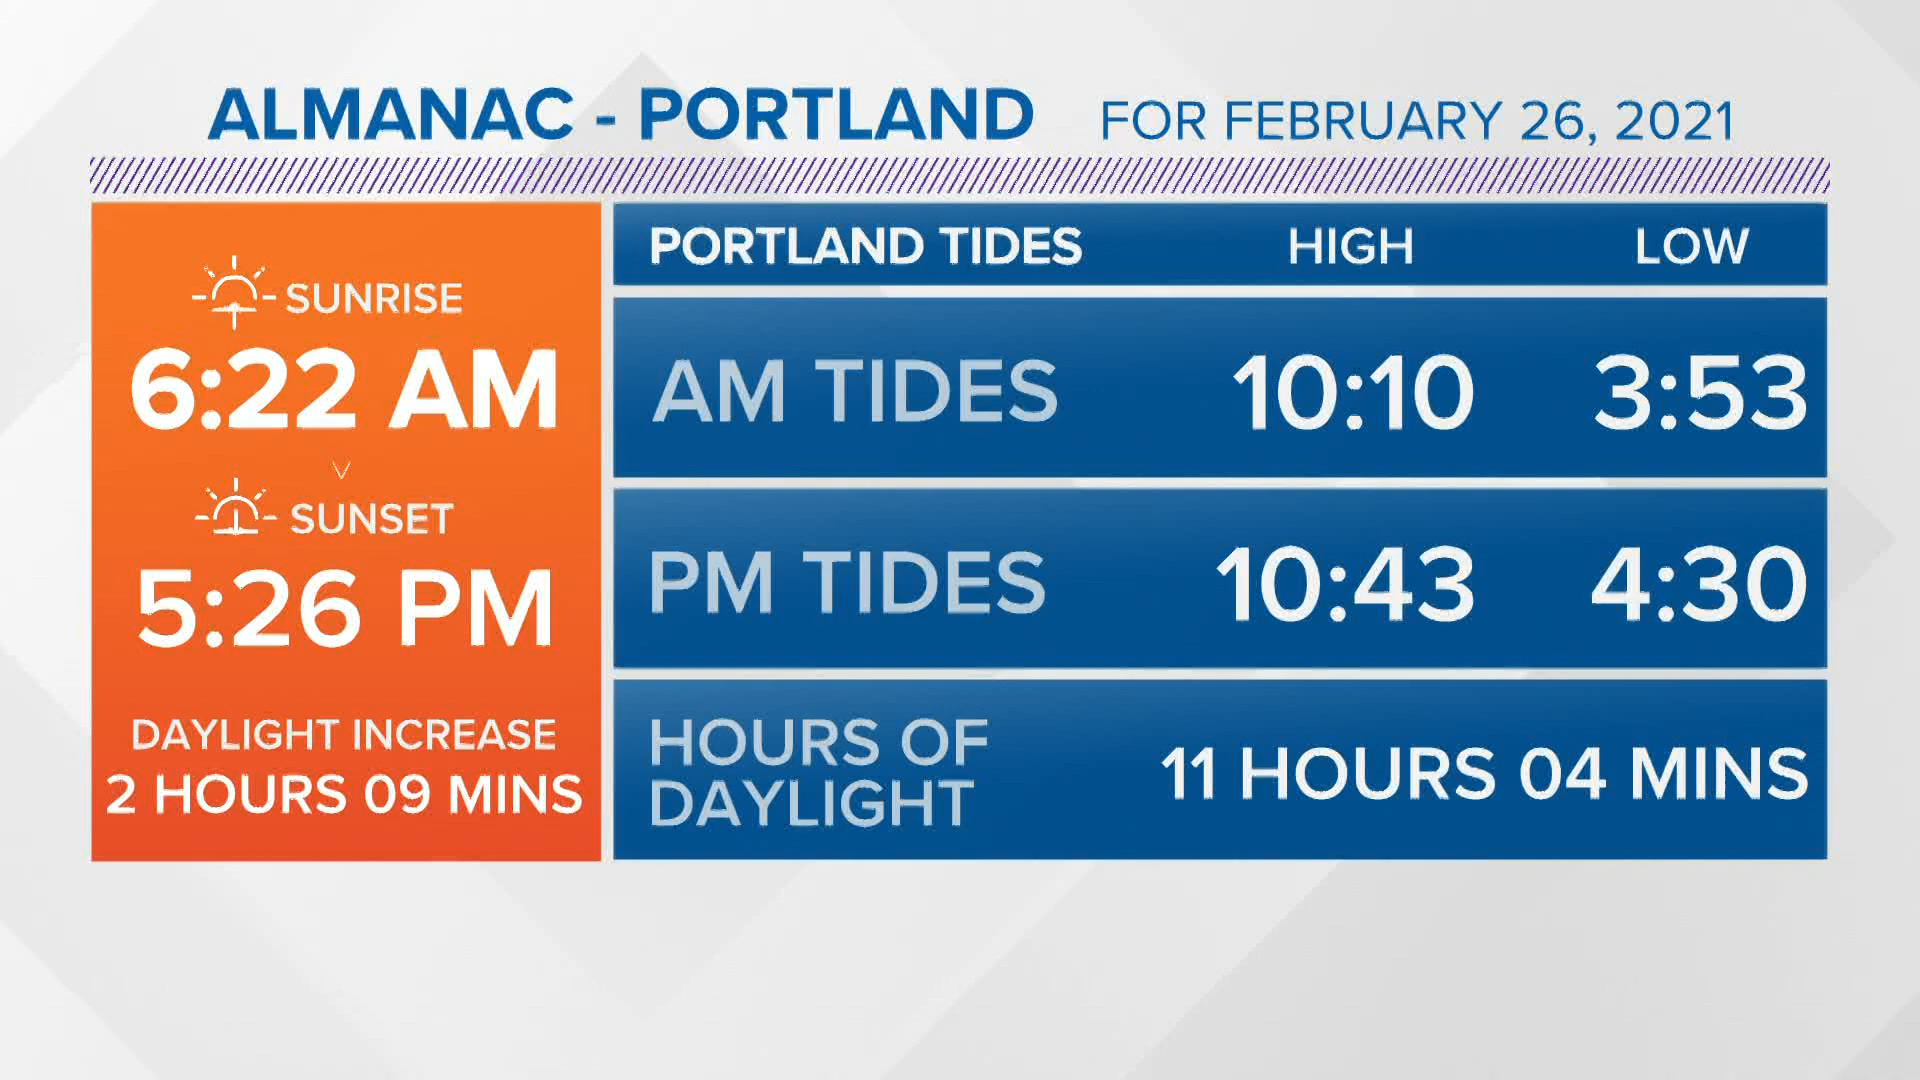 ALMANAC - PORTLAND FOR FEBRUARY 26, 2021
SUNRISE
6:22 AM
SUNSET
5:26 PM
DAYLIGHT INCREASE
2 HOURS 09 MINS
PORTLAND TIDES HIGH LOW
AM TIDES 10:10 3:53
PM TIDES 10:43 4:30
HOURS OF
DAYLIGHT
11 HOURS 04 MINS